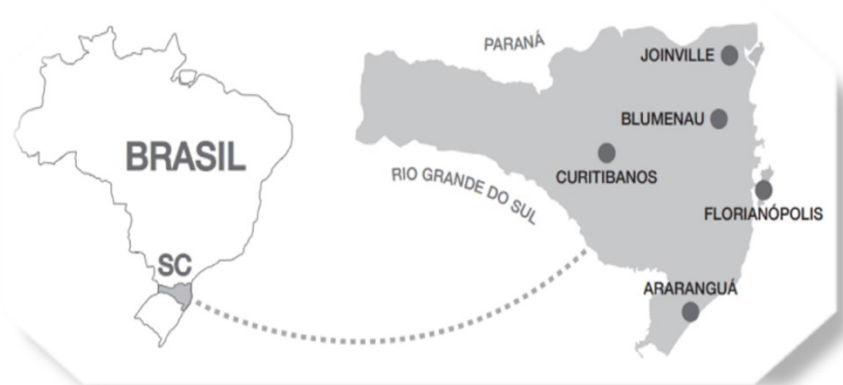 BRASIL
SC
PARANÁ
RIO GRANDE DO SUL
JOINVILLE
BLUMENAU
CURITIBANOS
FLORIANÓPOLIS
ARARANGUÁ